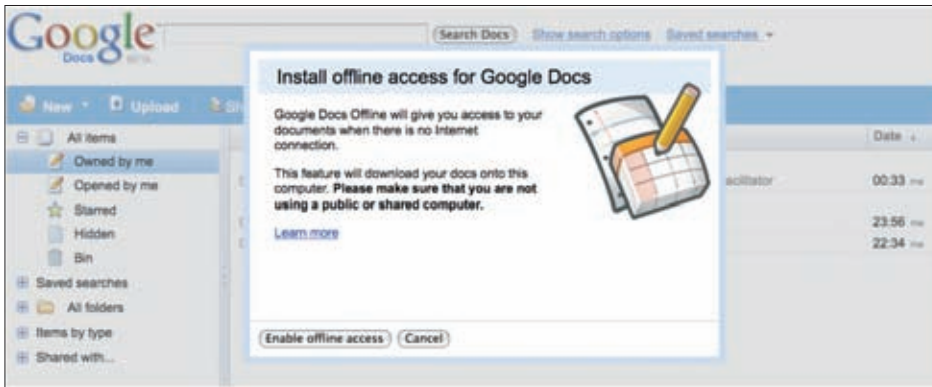 Google
Docs BETA
Search Docs Show search options Saved searches
New Upload
Install offline access for Google Docs
Google Docs Offline will give you access to your
documents when there is no Internet
connection.
This feature will download your docs onto this
computer. Please make sure that you are not
using a public or shared computer.
Learn more
Enable offline access Cancel
All items
Owned by me
Opened by me
Starred
Hidden
Bin
Saved searches
All folders
Items by type
Shared with...
Date
00:33 me
23:56 me
22:34 me